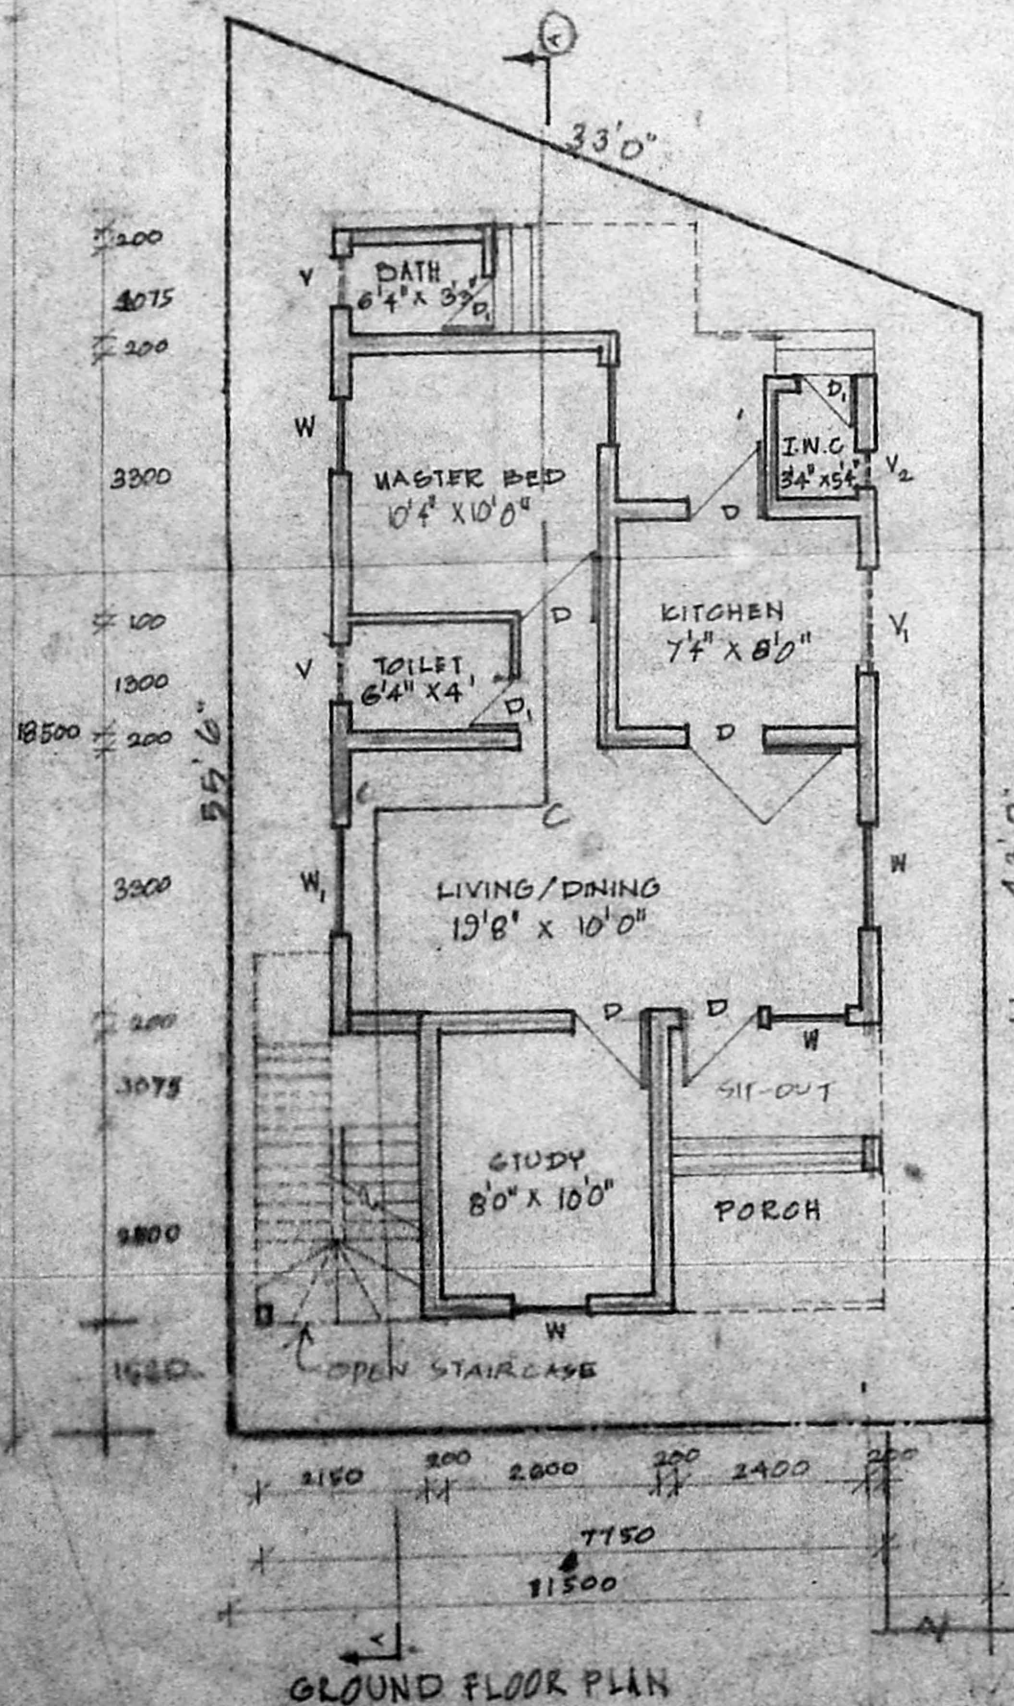 33'0"
200
1075
200
3300
100
1300
200
18500
55'6"
3300
200
3075
V
BATH
6'4" X 3'3"
D1
W
MASTER BED
10'4" X 10'0"
D1
I.N.C
3'4" X 5'4"
V2
D
D
KITCHEN
7'4" X 8'0"
V1
V
TOILET
6'4" X 4'
D1
D
C
W1
LIVING/DINING
19'8" X 10'0"
W
D
D
W
SIT-OUT
STUDY
8'0" X 10'0"
PORCH
W
OPEN STAIRCASE
2150
200
2600
200
2400
200
7750
11500
GROUND FLOOR PLAN